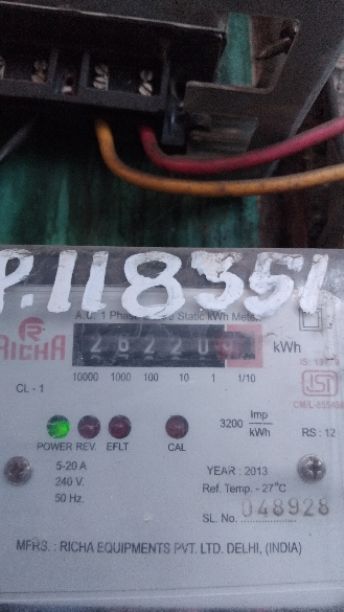 P.118351
A.C. 1 Phase Static kWh Meter
RICHA
26220 kWh
10000 1000 100 10 1 1/10
CL - 1
3200 Imp/kWh
RS : 12
POWER REV. EFLT CAL
5-20 A
240 V.
50 Hz.
YEAR : 2013
Ref. Temp. - 27°C
SL. No. 048928
MFRS. : RICHA EQUIPMENTS PVT. LTD. DELHI, (INDIA)